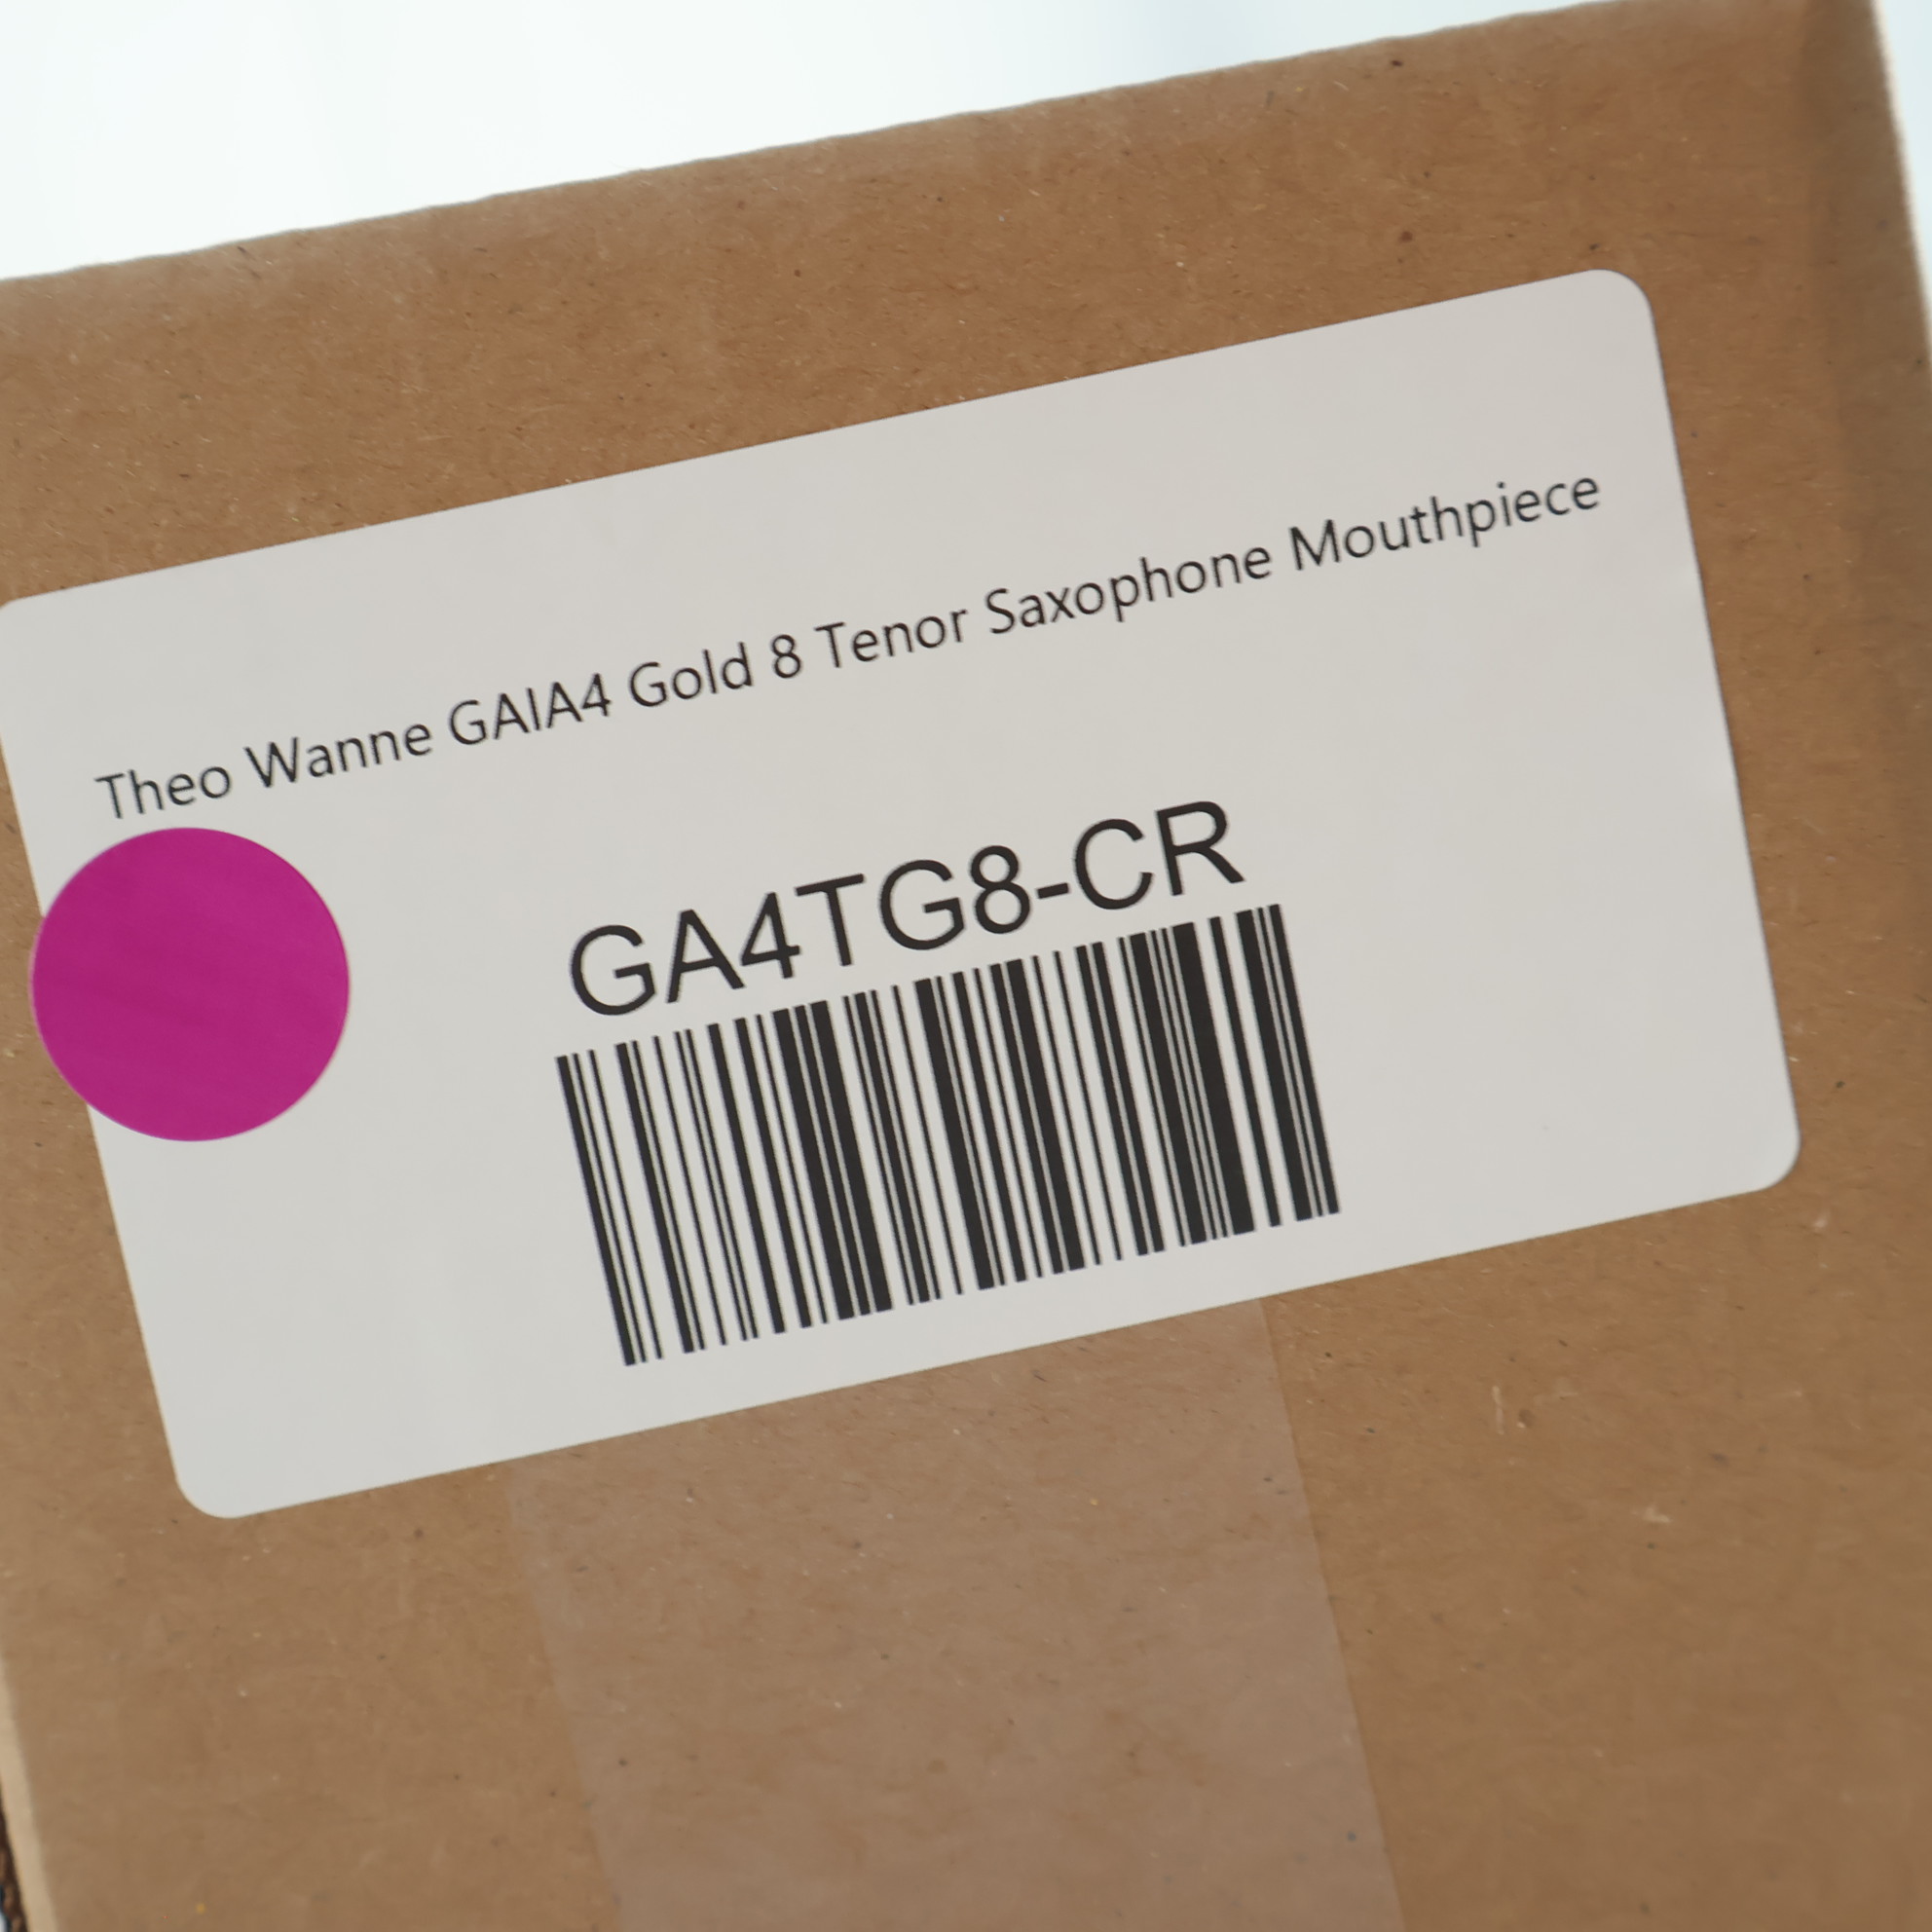 Theo Wanne GAIA4 Gold 8 Tenor Saxophone Mouthpiece
GA4TG8-CR